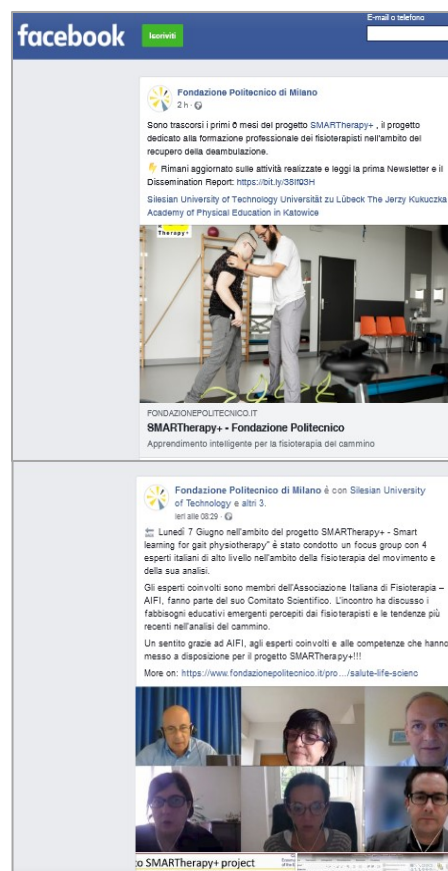 facebook
Iscriviti
E-mail o telefono
Fondazione Politecnico di Milano
2 h ·
Sono trascorsi i primi 6 mesi del progetto SMARTherapy+ , il progetto
dedicato alla formazione professionale dei fisioterapisti nell'ambito del
recupero della deambulazione.
Rimani aggiornato sulle attività realizzate e leggi la prima Newsletter e il
Dissemination Report:
Silesian University of Technology Universität zu Lübeck The Jerzy Kukuczka
Academy of Physical Education in Katowice
Therapy+
FONDAZIONEPOLITECNICO.IT
SMARTherapy+ - Fondazione Politecnico
Apprendimento intelligente per la fisioterapia del cammino
Fondazione Politecnico di Milano è con Silesian University
of Technology e altri 3.
Ieri alle 08:29 ·
Lunedì 7 Giugno nell'ambito del progetto SMARTherapy+ - Smart
learning for gait physiotherapy" è stato condotto un focus group con 4
esperti italiani di alto livello nell'ambito della fisioterapia del movimento e
della sua analisi.
Gli esperti coinvolti sono membri dell'Associazione Italiana di Fisioterapia –
AIFI, fanno parte del suo Comitato Scientifico. L'incontro ha discusso i
fabbisogni educativi emergenti percepiti dai fisioterapisti e le tendenze più
recenti nell'analisi del cammino.
Un sentito grazie ad AIFI, agli esperti coinvolti e alle competenze che hanno
messo a disposizione per il progetto SMARTherapy+!!!
More on: https://www.fondazionepolitecnico.it/pro…/salute-life-scienc
to SMARTherapy+ project